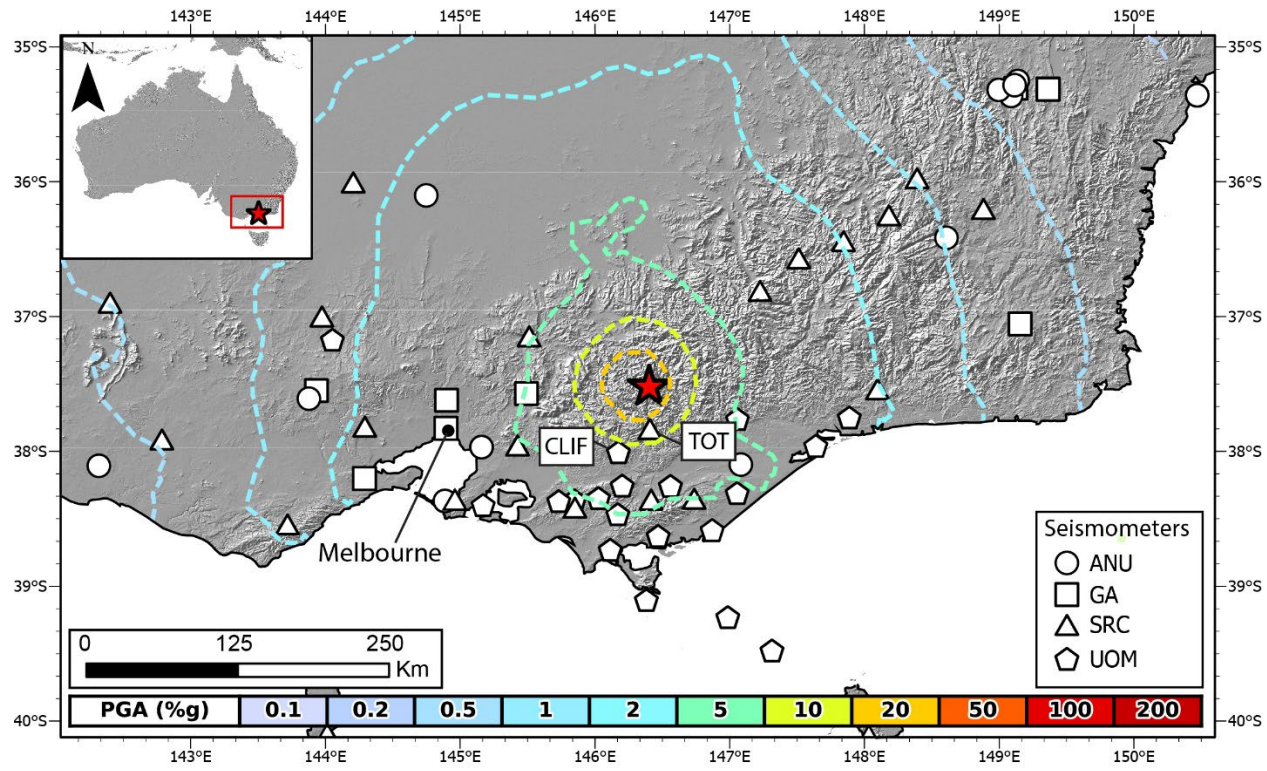 143°E 144°E 145°E 146°E 147°E 148°E 149°E 150°E
35°S 35°S
N
36°S 36°S
37°S 37°S
38°S 38°S
CLIF TOT
Melbourne
39°S 39°S
Seismometers
ANU
GA
SRC
UOM
0 125 250
Km
PGA (%g) 0.1 0.2 0.5 1 2 5 10 20 50 100 200
40°S 40°S
143°E 144°E 145°E 146°E 147°E 148°E 149°E 150°E